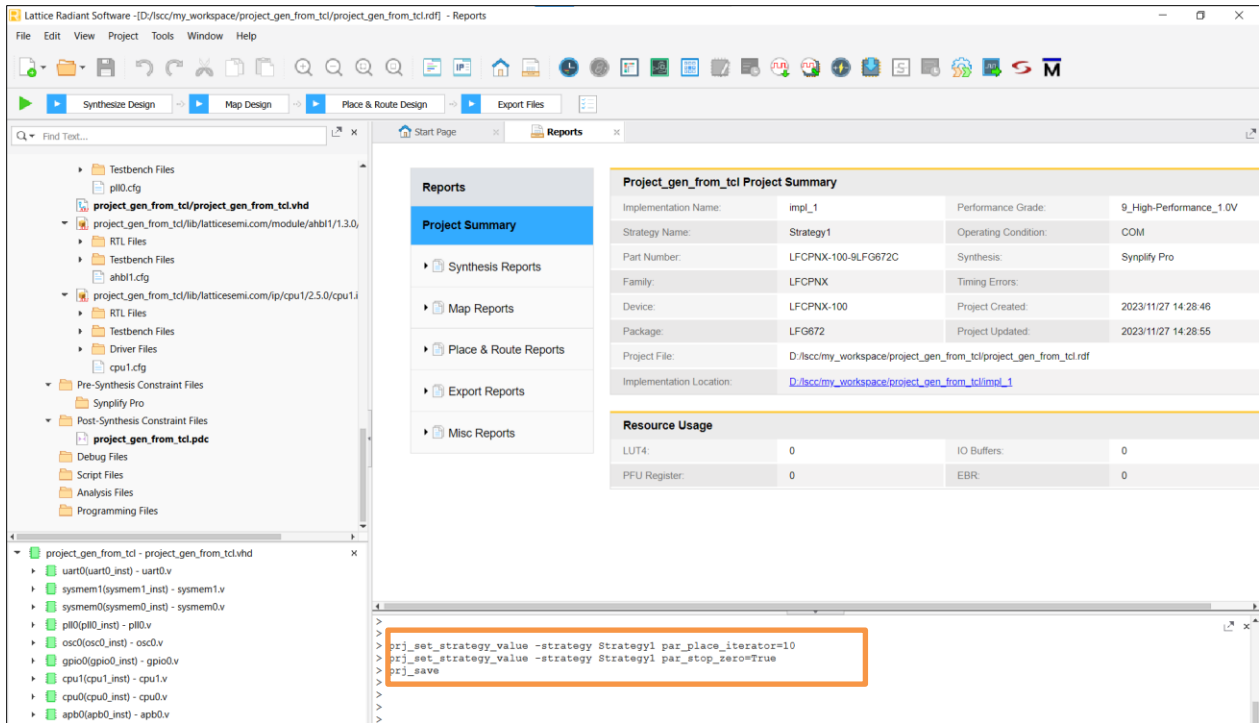 Lattice Radiant Software -[D:/lscc/my_workspace/project_gen_from_tcl/project_gen_from_tcl.rdf] - Reports
File Edit View Project Tools Window Help
Synthesize Design
Map Design
Place & Route Design
Export Files
Find Text...
Testbench Files
pll0.cfg
project_gen_from_tcl/project_gen_from_tcl.vhd
project_gen_from_tcl/lib/latticesemi.com/module/ahbl1/1.3.0/
RTL Files
Testbench Files
ahbl1.cfg
project_gen_from_tcl/lib/latticesemi.com/ip/cpu1/2.5.0/cpu1.i
RTL Files
Testbench Files
Driver Files
cpu1.cfg
Pre-Synthesis Constraint Files
Synplify Pro
Post-Synthesis Constraint Files
project_gen_from_tcl.pdc
Debug Files
Script Files
Analysis Files
Programming Files
project_gen_from_tcl - project_gen_from_tcl.vhd
uart0(uart0_inst) - uart0.v
sysmem1(sysmem1_inst) - sysmem1.v
sysmem0(sysmem0_inst) - sysmem0.v
pll0(pll0_inst) - pll0.v
osc0(osc0_inst) - osc0.v
gpio0(gpio0_inst) - gpio0.v
cpu1(cpu1_inst) - cpu1.v
cpu0(cpu0_inst) - cpu0.v
apb0(apb0_inst) - apb0.v
Start Page
Reports
Reports
Project Summary
Synthesis Reports
Map Reports
Place & Route Reports
Export Reports
Misc Reports
Project_gen_from_tcl Project Summary
Implementation Name: impl_1 Performance Grade: 9_High-Performance_1.0V
Strategy Name: Strategy1 Operating Condition: COM
Part Number: LFCPNX-100-9LFG672C Synthesis: Synplify Pro
Family: LFCPNX Timing Errors:
Device: LFCPNX-100 Project Created: 2023/11/27 14:28:46
Package: LFG672 Project Updated: 2023/11/27 14:28:55
Project File: D:/lscc/my_workspace/project_gen_from_tcl/project_gen_from_tcl.rdf
Implementation Location: D:/lscc/my_workspace/project_gen_from_tcl/impl_1
Resource Usage
LUT4: 0 IO Buffers: 0
PFU Register: 0 EBR: 0
>
>
> prj_set_strategy_value -strategy Strategy1 par_place_iterator=10
> prj_set_strategy_value -strategy Strategy1 par_stop_zero=True
> prj_save
>
>
>